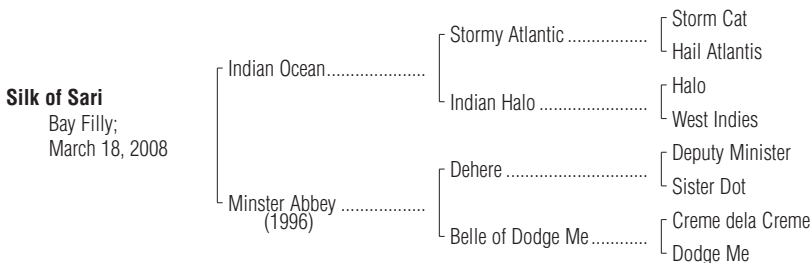 Silk of Sari
Bay Filly;
March 18, 2008
Indian Ocean.....................
Minster Abbey .................
(1996)
Stormy Atlantic .................
Indian Halo ......................
Dehere .............................
Belle of Dodge Me............
Storm Cat
Hail Atlantis
Halo
West Indies
Deputy Minister
Sister Dot
Creme dela Creme
Dodge Me